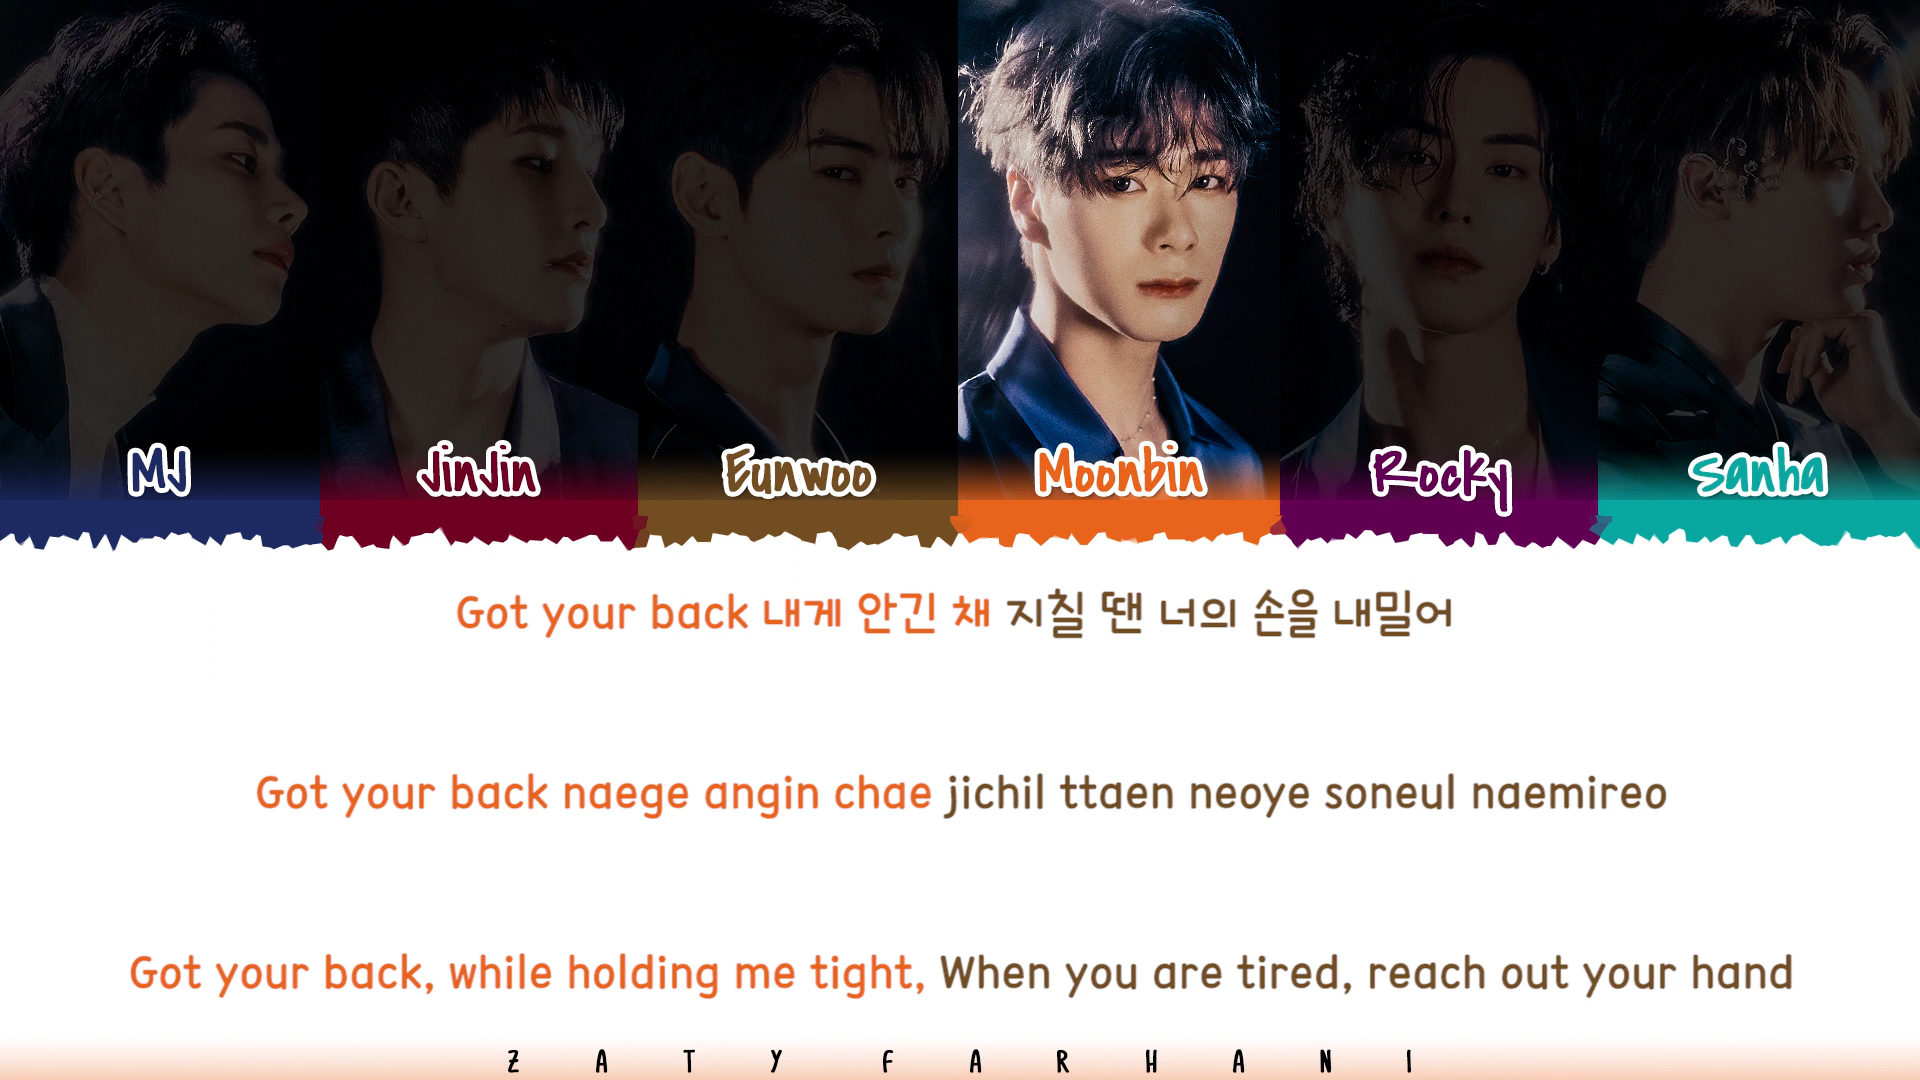 MJ JinJin Eunwoo Moonbin Rocky Sanha
Got your back 내게 안긴 채 지칠 땐 너의 손을 내밀어
Got your back naege angin chae jichil ttaen neoye soneul naemireo
Got your back, while holding me tight, When you are tired, reach out your hand
ZATY FARHANI